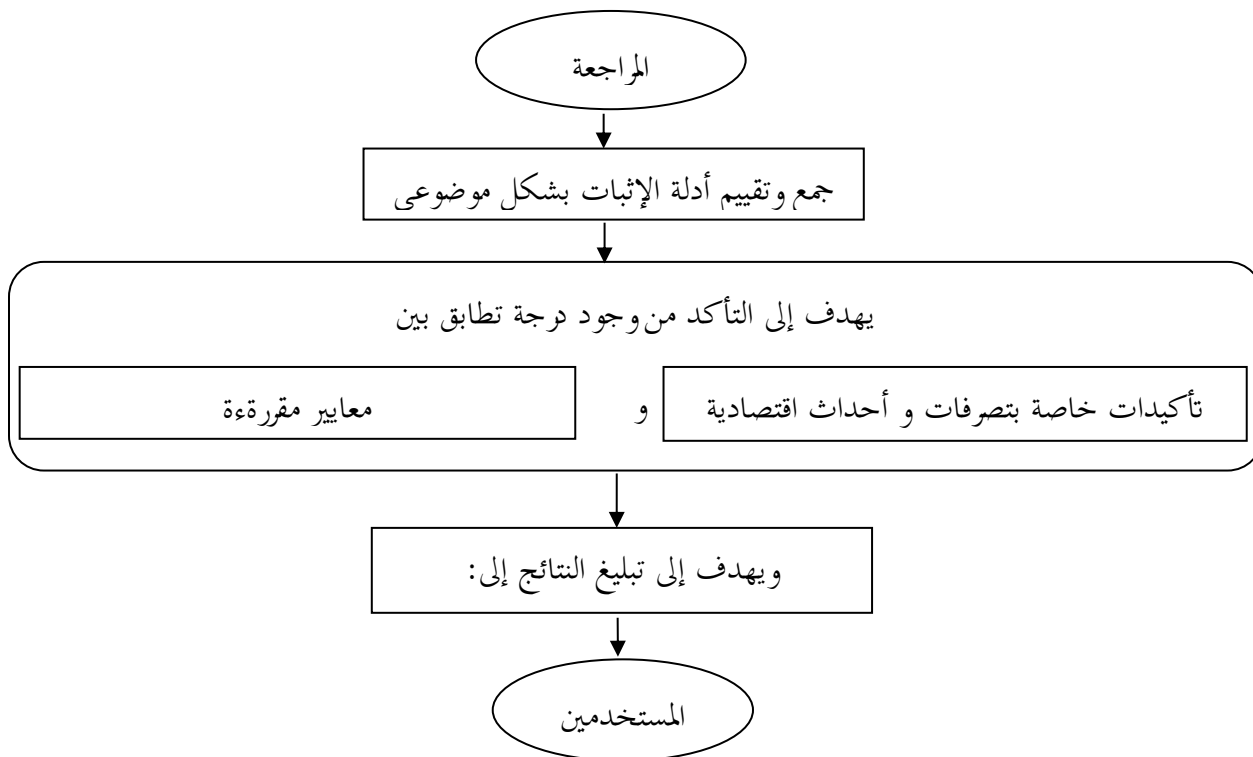 المراجعة
جمع وتقييم أدلة الإثبات بشكل موضوعي
يهدف إلى التأكد من وجود درجة تطابق بين
تأكيدات خاصة بتصرفات و أحداث اقتصادية
و
معايير مقررةءة
ويهدف إلى تبليغ النتائج إلى:
المستخدمين